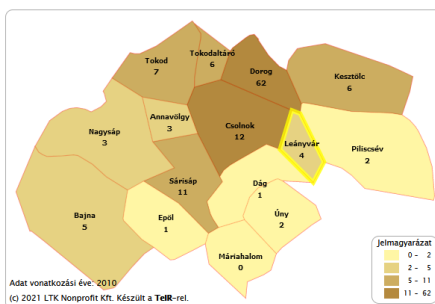 Tokodaltáró
6
Tokod
7
Dorog
62
Kesztölc
6
Annavölgy
3
Nagysáp
3
Csolnok
12
Leányvár
4
Piliscsév
2
Sárisáp
11
Dág
1
Bajna
5
Epöl
1
Úny
2
Máriahalom
0
Jelmagyarázat
0 - 2
2 - 5
5 - 11
11 - 62
Adat vonatkozási éve: 2010
(c) 2021 LTK Nonprofit Kft. Készült a TeIR-rel.